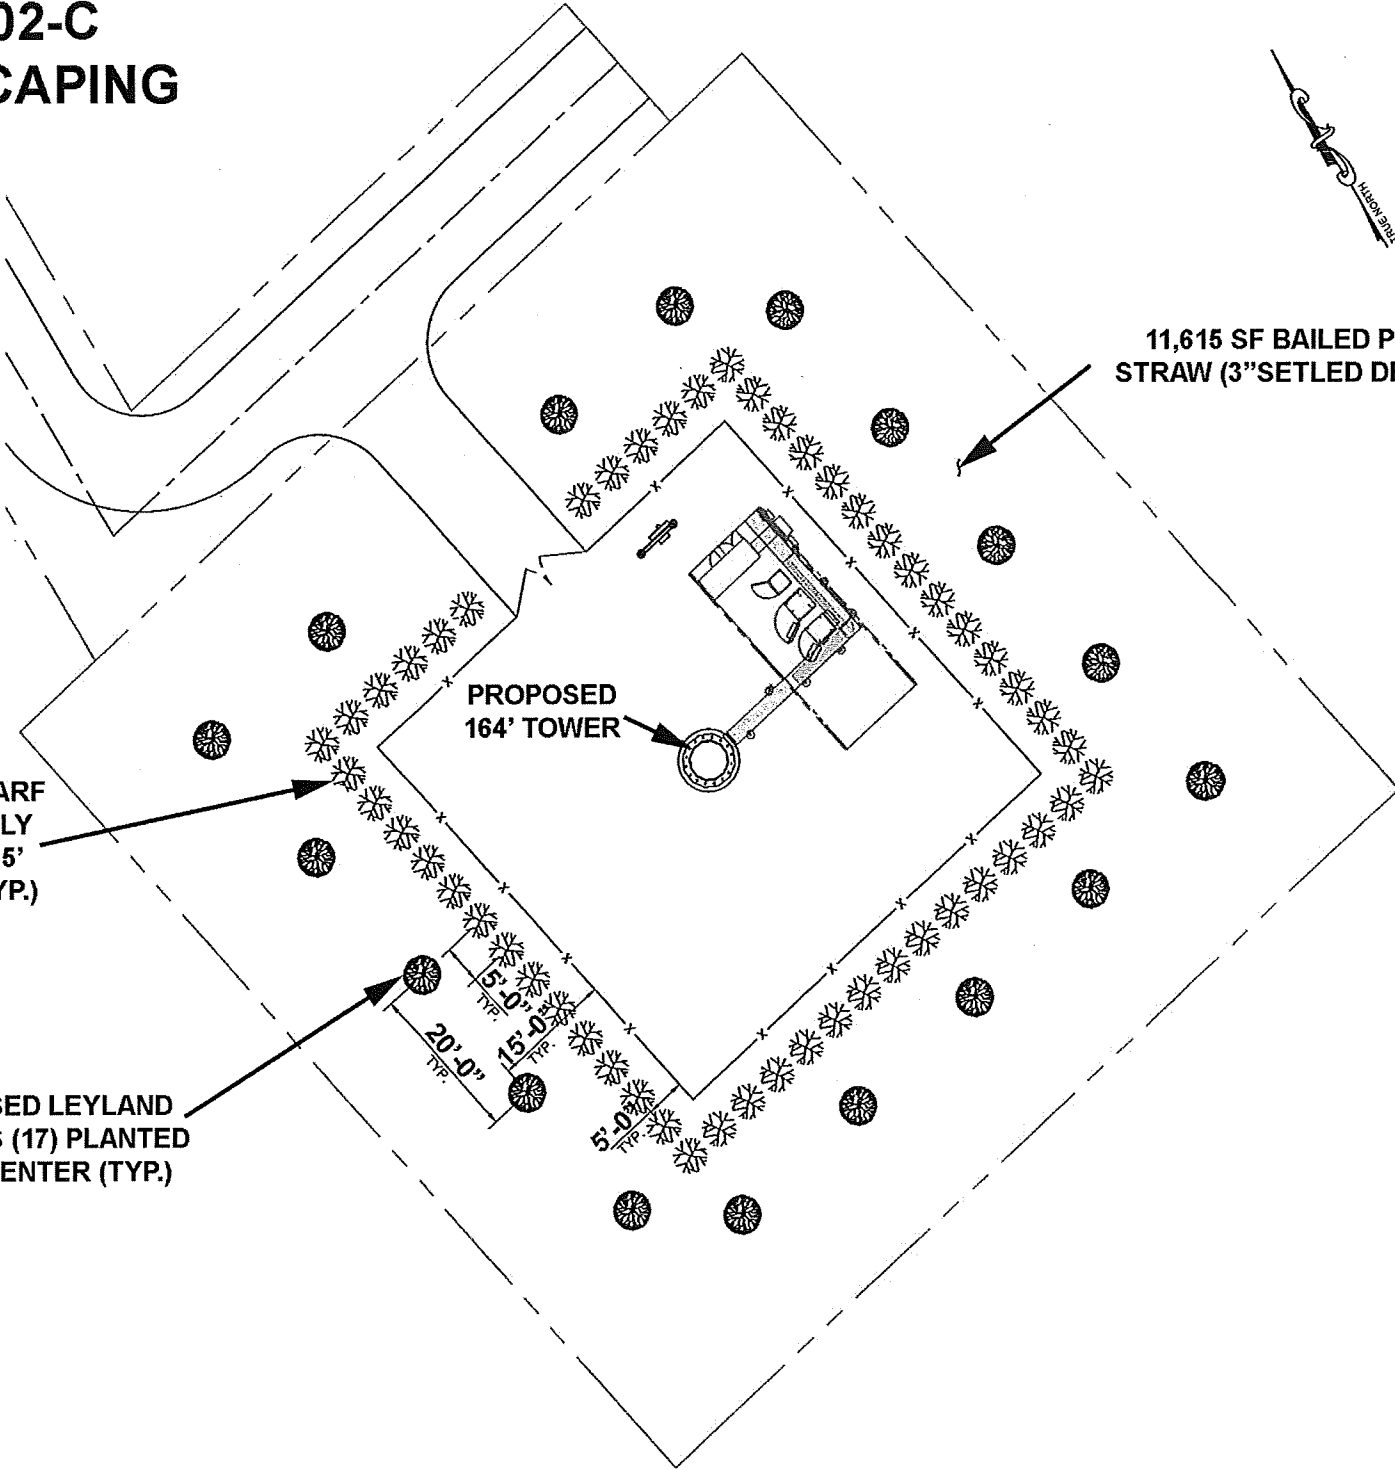 02-C
CAPING
TRUE NORTH
11,615 SF BAILED P
STRAW (3”SETLED D
PROPOSED
164' TOWER
ARF
LY
5'
YP.)
5'-0”
TYP.
15'-0”
TYP.
20'-0”
TYP.
5'-0”
TYP.
SED LEYLAND
S (17) PLANTED
ENTER (TYP.)